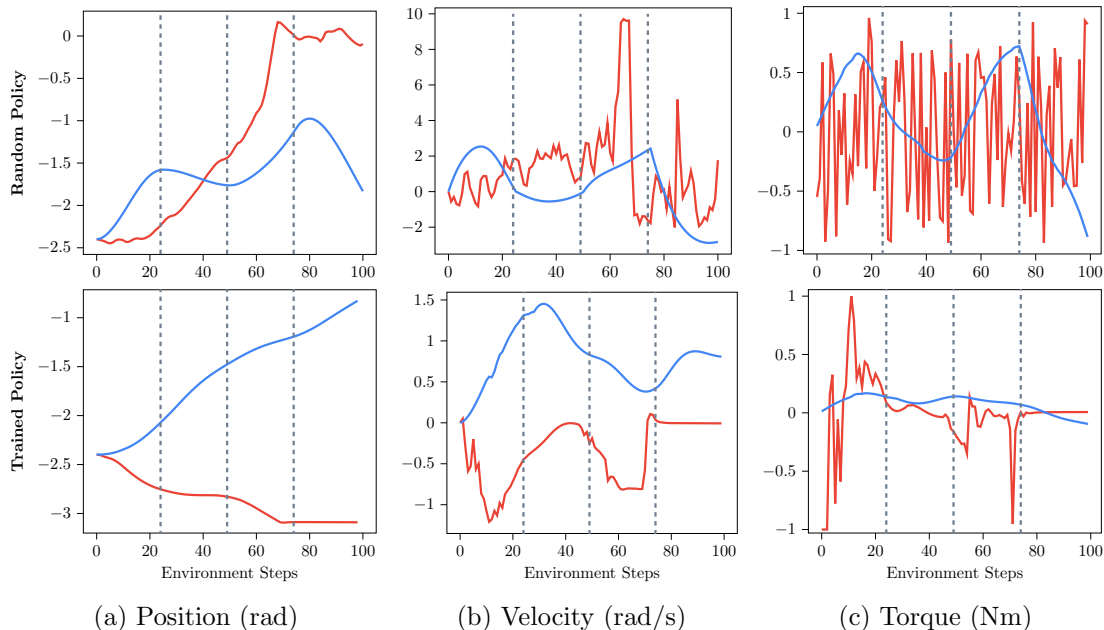 Random Policy
0
−0.5
−1
−1.5
−2
−2.5
0 20 40 60 80 100
10
8
6
4
2
0
−2
0 20 40 60 80 100
1
0.5
0
−0.5
−1
0 20 40 60 80 100
Trained Policy
−1
−1.5
−2
−2.5
−3
0 20 40 60 80 100
Environment Steps
1.5
1
0.5
0
−0.5
−1
0 20 40 60 80 100
Environment Steps
1
0.5
0
−0.5
−1
0 20 40 60 80 100
Environment Steps
(a) Position (rad)
(b) Velocity (rad/s)
(c) Torque (Nm)